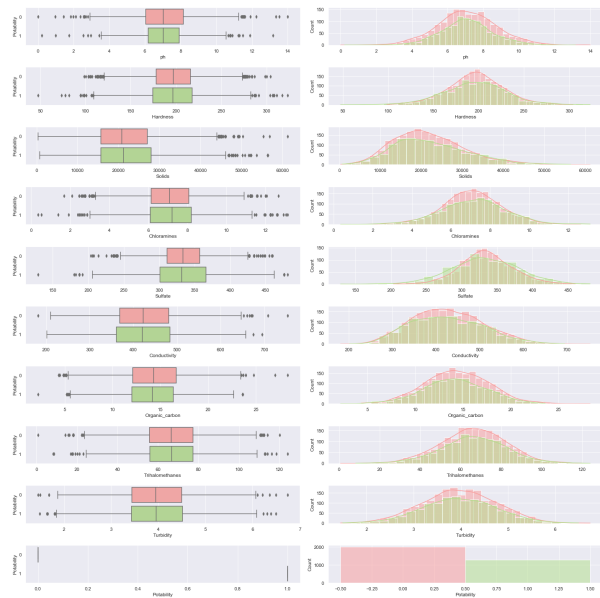 Potability 0 1
0 2 4 6 8 10 12 14
ph
Count 150 100 50 0
0 2 4 6 8 10 12 14
ph
Potability 0 1
50 100 150 200 250 300
Hardness
Count 150 100 50 0
50 100 150 200 250 300
Hardness
Potability 0 1
0 10000 20000 30000 40000 50000 60000
Solids
Count 150 100 50 0
0 10000 20000 30000 40000 50000 60000
Solids
Potability 0 1
0 2 4 6 8 10 12
Chloramines
Count 150 100 50 0
2 4 6 8 10 12
Chloramines
Potability 0 1
150 200 250 300 350 400 450
Sulfate
Count 150 100 50 0
150 200 250 300 350 400 450
Sulfate
Potability 0 1
200 300 400 500 600 700
Conductivity
Count 150 100 50 0
200 300 400 500 600 700
Conductivity
Potability 0 1
5 10 15 20 25
Organic_carbon
Count 150 100 50 0
5 10 15 20 25
Organic_carbon
Potability 0 1
0 20 40 60 80 100 120
Trihalomethanes
Count 150 100 50 0
0 20 40 60 80 100 120
Trihalomethanes
Potability 0 1
2 3 4 5 6 7
Turbidity
Count 150 100 50 0
2 3 4 5 6
Turbidity
Potability 0 1
0.0 0.2 0.4 0.6 0.8 1.0
Potability
Count 2000 1000 0
−0.50 −0.25 0.00 0.25 0.50 0.75 1.00 1.25 1.50
Potability